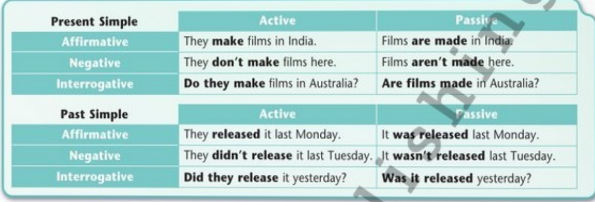 Present Simple Active Passive
Affirmative They make films in India. Films are made in India.
Negative They don't make films here. Films aren't made here.
Interrogative Do they make films in Australia? Are films made in Australia?
Past Simple Active Passive
Affirmative They released it last Monday. It was released last Monday.
Negative They didn't release it last Tuesday. It wasn't released last Tuesday.
Interrogative Did they release it yesterday? Was it released yesterday?
lishing